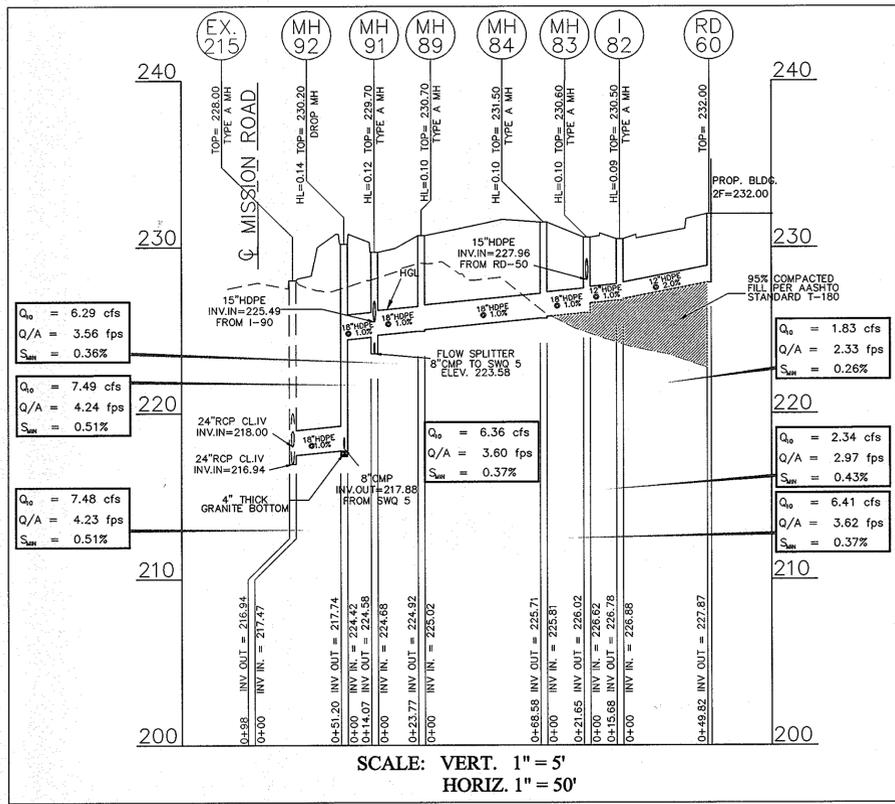 EX.
215
MH
92
MH
91
MH
89
MH
84
MH
83
I
82
RD
60
240
230
220
210
200
240
230
220
210
200
TOP= 228.00
TYPE A MH
℄ MISSION ROAD
HL=0.14 TOP= 230.20
DROP MH
HL=0.12 TOP= 229.70
TYPE A MH
HL=0.10 TOP= 230.70
TYPE A MH
HL=0.10 TOP= 231.50
TYPE A MH
HL=0.10 TOP= 230.60
TYPE A MH
HL=0.09 TOP= 230.50
TYPE A MH
TOP= 232.00
PROP. BLDG.
2F=232.00
15"HDPE
INV.IN=227.96
FROM RD-50
HGL
15"HDPE
INV.IN=225.49
FROM I-90
18"HDPE
@ 1.0%
18"HDPE
@ 1.0%
18"HDPE
@ 1.0%
18"HDPE
@ 1.0%
12"HDPE
@ 1.0%
12"HDPE
@ 2.0%
95% COMPACTED
FILL PER AASHTO
STANDARD T-180
FLOW SPLITTER
8"CMP TO SWQ 5
ELEV. 223.58
24"RCP CL.IV
INV.IN=218.00
18"HDPE
@1.0%
24"RCP CL.IV
INV.IN=216.94
8"CMP
INV.OUT=217.88
FROM SWQ 5
4" THICK
GRANITE BOTTOM
Q₁₀ = 6.29 cfs
Q/A = 3.56 fps
S_MIN = 0.36%
Q₁₀ = 7.49 cfs
Q/A = 4.24 fps
S_MIN = 0.51%
Q₁₀ = 7.48 cfs
Q/A = 4.23 fps
S_MIN = 0.51%
Q₁₀ = 6.36 cfs
Q/A = 3.60 fps
S_MIN = 0.37%
Q₁₀ = 1.83 cfs
Q/A = 2.33 fps
S_MIN = 0.26%
Q₁₀ = 2.34 cfs
Q/A = 2.97 fps
S_MIN = 0.43%
Q₁₀ = 6.41 cfs
Q/A = 3.62 fps
S_MIN = 0.37%
0+98 INV OUT = 216.94
0+00 INV IN. = 217.47
0+51.20 INV OUT = 217.74
0+00 INV IN. = 224.42
0+14.07 INV OUT = 224.58
0+00 INV IN. = 224.68
0+23.77 INV OUT = 224.92
0+00 INV IN. = 225.02
0+68.58 INV OUT = 225.71
0+00 INV IN. = 225.81
0+21.65 INV OUT = 226.02
0+00 INV IN. = 226.62
0+15.68 INV OUT = 226.78
0+00 INV IN. = 226.88
0+49.82 INV OUT = 227.87
SCALE: VERT. 1" = 5'
HORIZ. 1" = 50'